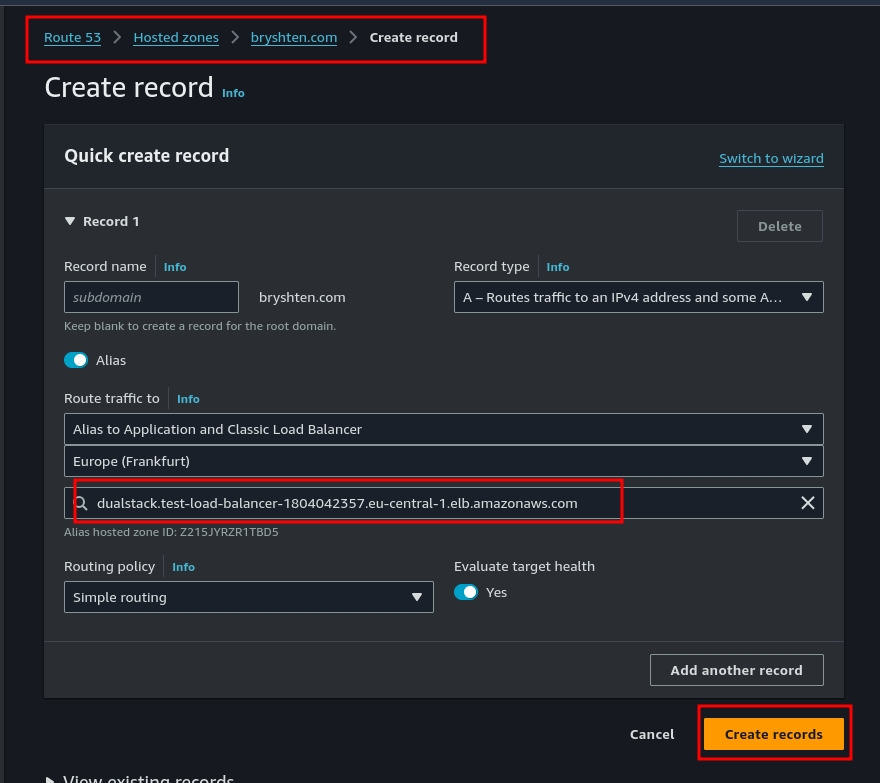 Route 53 > Hosted zones > bryshten.com > Create record
Create record Info
Quick create record
Switch to wizard
Record 1
Delete
Record name Info
Record type Info
subdomain bryshten.com
A – Routes traffic to an IPv4 address and some A...
Keep blank to create a record for the root domain.
Alias
Route traffic to Info
Alias to Application and Classic Load Balancer
Europe (Frankfurt)
dualstack.test-load-balancer-1804042357.eu-central-1.elb.amazonaws.com
Alias hosted zone ID: Z215JYRZR1TBD5
Routing policy Info
Evaluate target health
Simple routing
Yes
Add another record
Cancel
Create records
View existing records